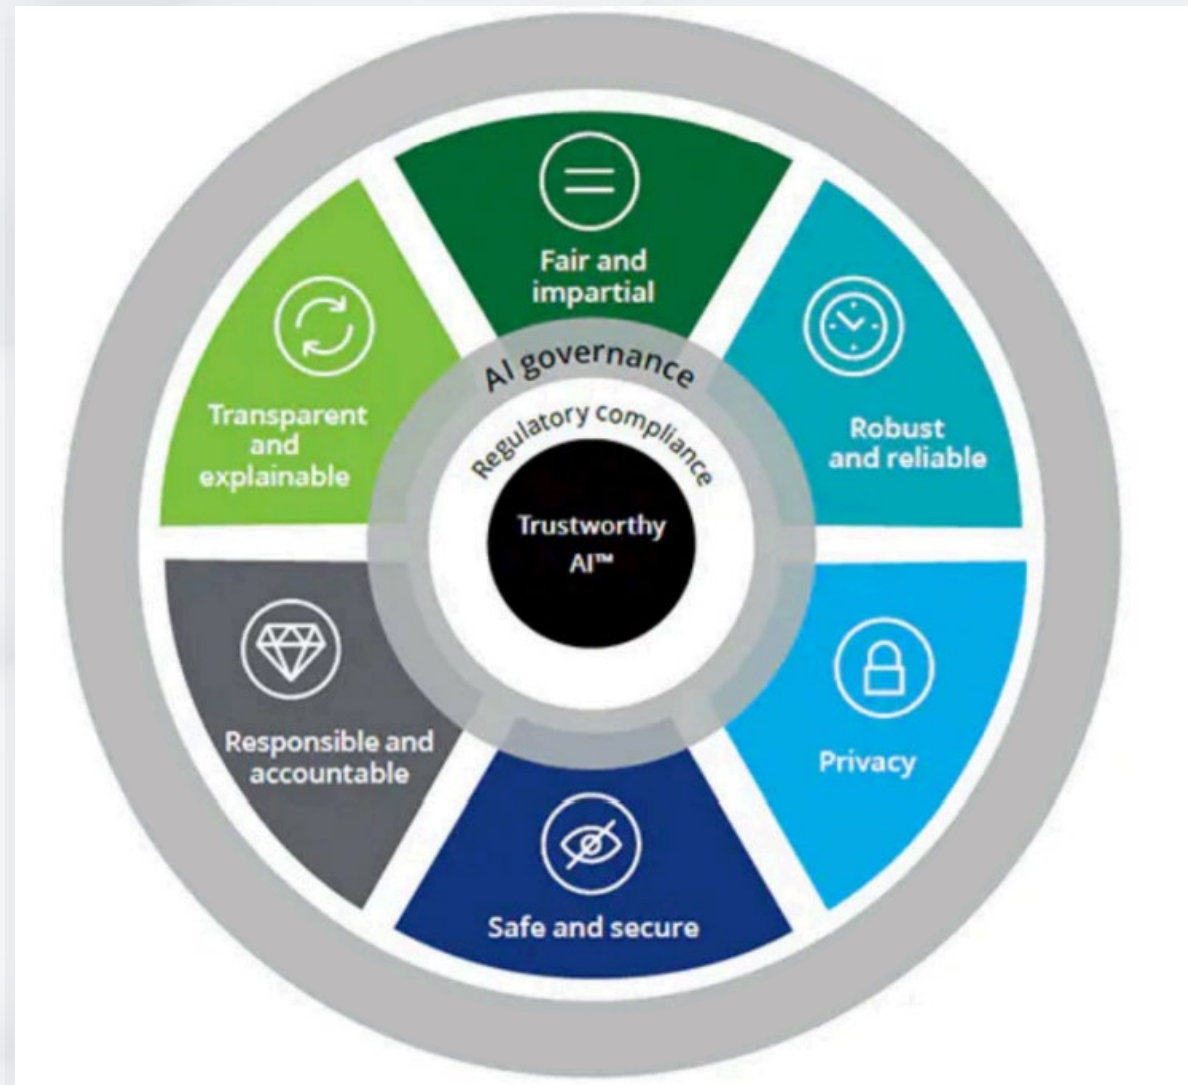 Fair and
impartial
Robust
and reliable
Privacy
Safe and secure
Responsible and
accountable
Transparent
and
explainable
AI governance
Regulatory compliance
Trustworthy
AI™